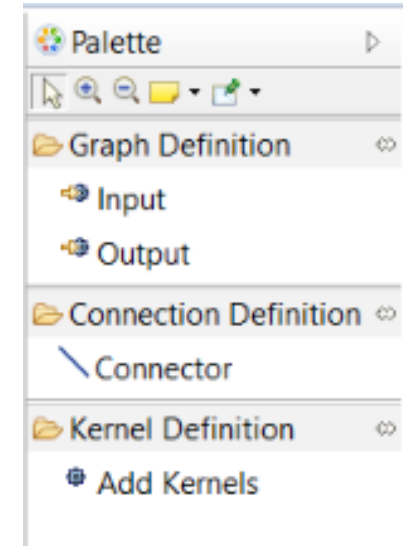 Palette
Graph Definition
Input
Output
Connection Definition
Connector
Kernel Definition
Add Kernels